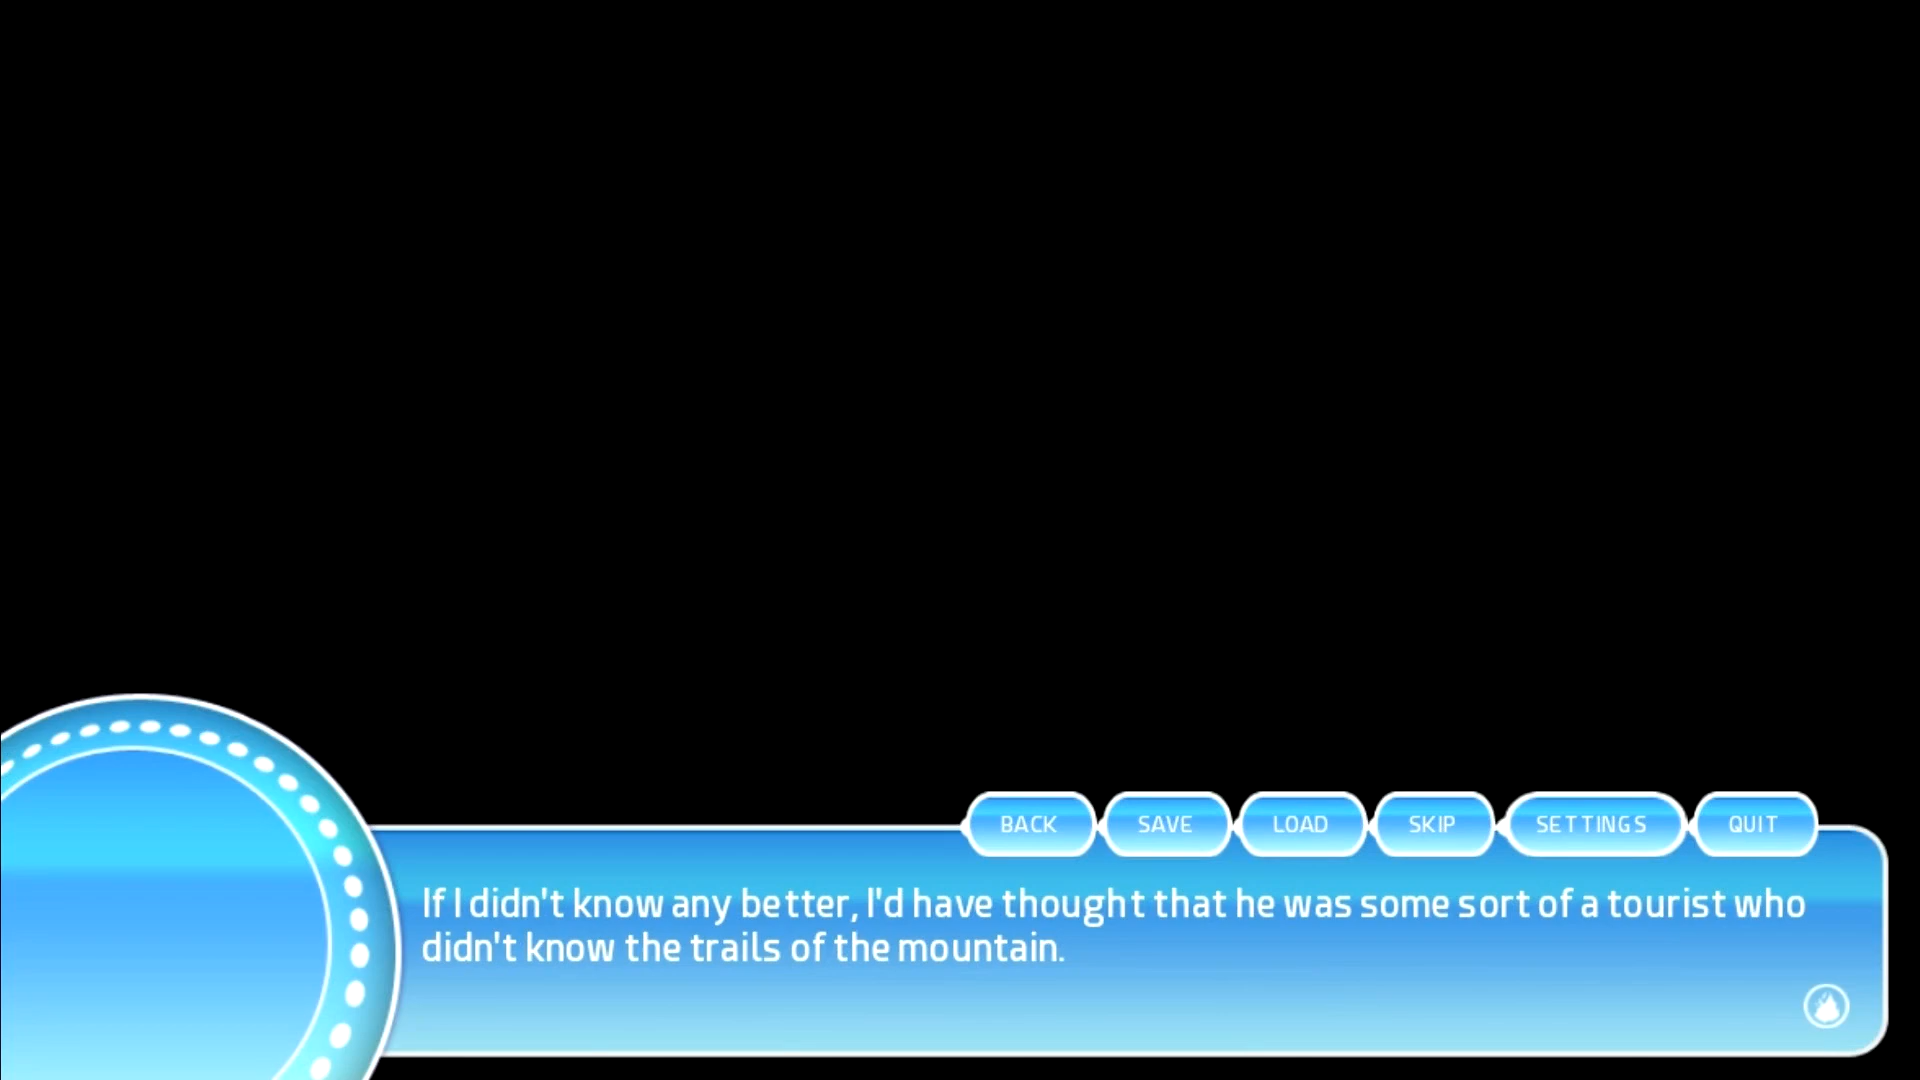 BACK SAVE LOAD SKIP SETTINGS QUIT
If I didn't know any better, I'd have thought that he was some sort of a tourist who
didn't know the trails of the mountain.